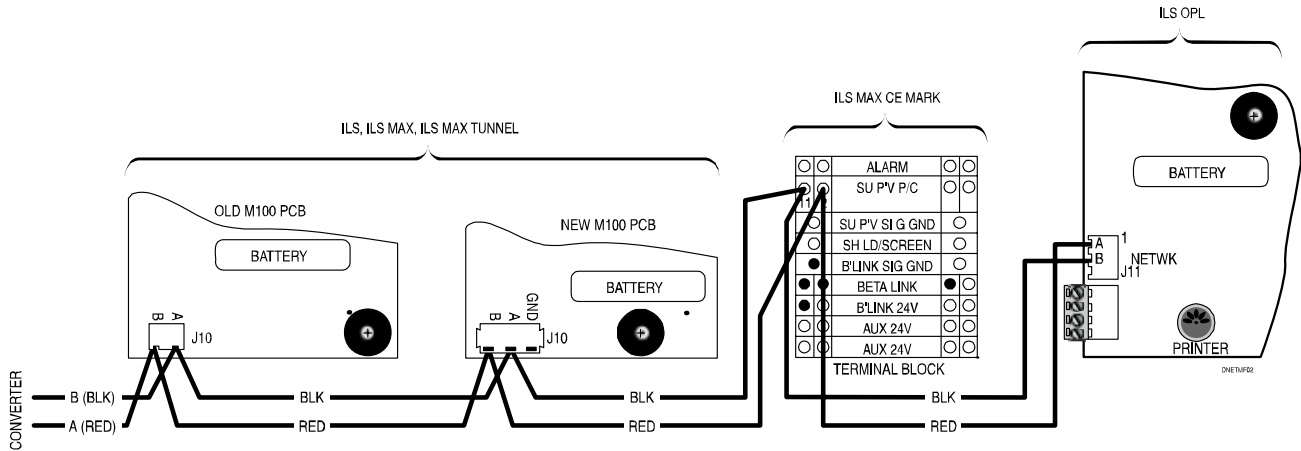 ILS OPL
ILS MAX CE MARK
ILS, ILS MAX, ILS MAX TUNNEL
OLD M100 PCB
BATTERY
B
A
J10
NEW M100 PCB
BATTERY
B
A
GND
J10
ALARM
SU P'V P/C
11
SU P'V SI G GND
SH LD/SCREEN
B'LINK SIG GND
BETA LINK
B'LINK 24V
AUX 24V
AUX 24V
TERMINAL BLOCK
BATTERY
A
1
B
NETWK
J11
PRINTER
DNETMF02
CONVERTER
B (BLK)
BLK
BLK
BLK
A (RED)
RED
RED
RED